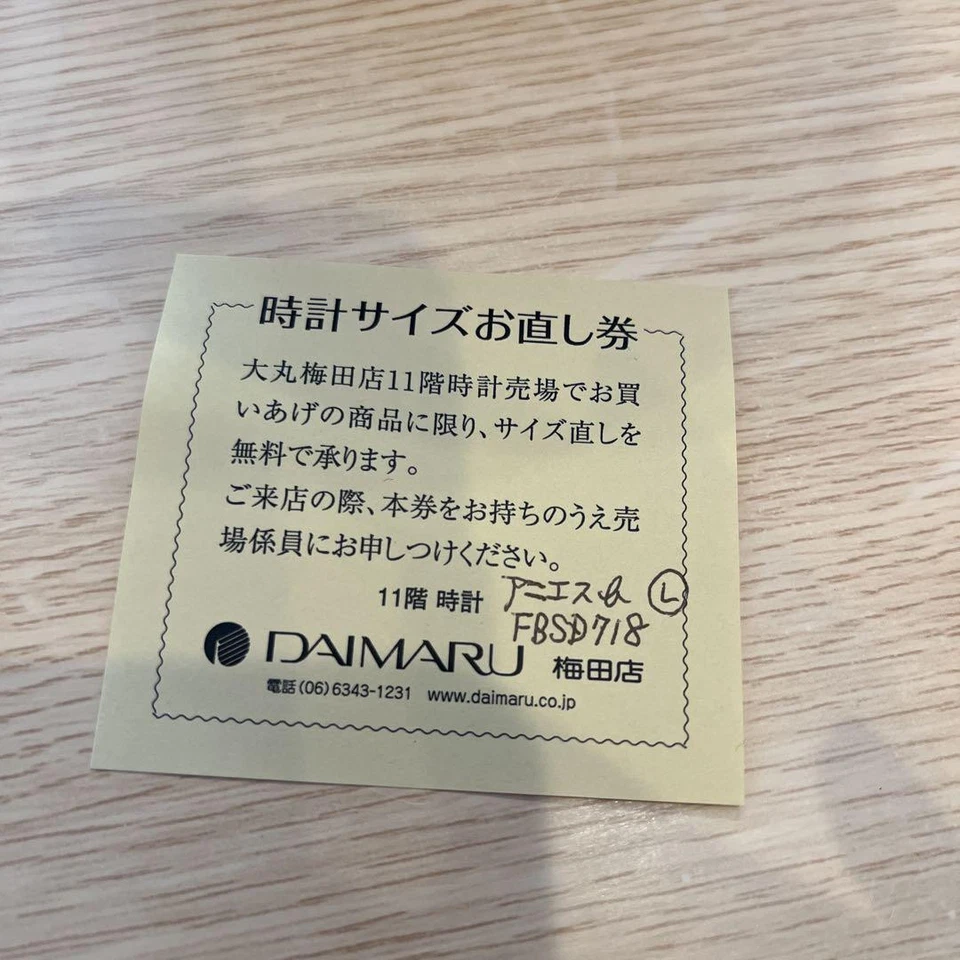 時計サイズお直し券
大丸梅田店11階時計売場でお買
いあげの商品に限り、サイズ直しを
無料で承ります。
ご来店の際、本券をお持ちのうえ売
場係員にお申しつけください。
11階 時計 アニエスb Ⓛ
FBSD718
DAIMARU 梅田店
電話(06)6343-1231 www.daimaru.co.jp